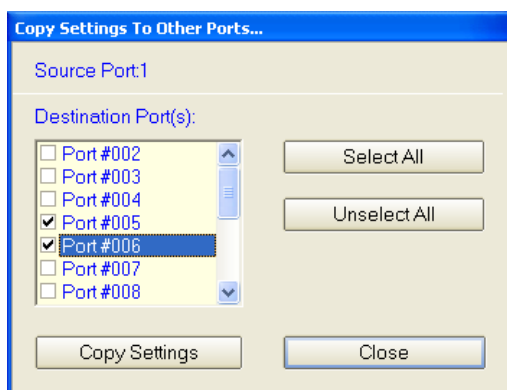 Copy Settings To Other Ports...
Source Port:1
Destination Port(s):
Port #002
Port #003
Port #004
Port #005
Port #006
Port #007
Port #008
Select All
Unselect All
Copy Settings
Close